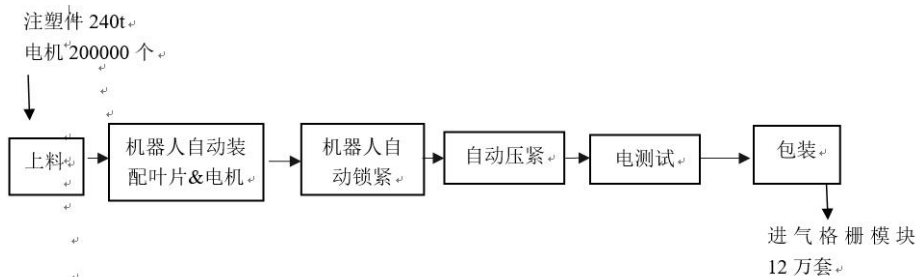 注塑件 240t
电机 200000 个
上料
机器人自动装
配叶片&电机
机器人自
动锁紧
自动压紧
电测试
包装
进气格栅模块
12 万套